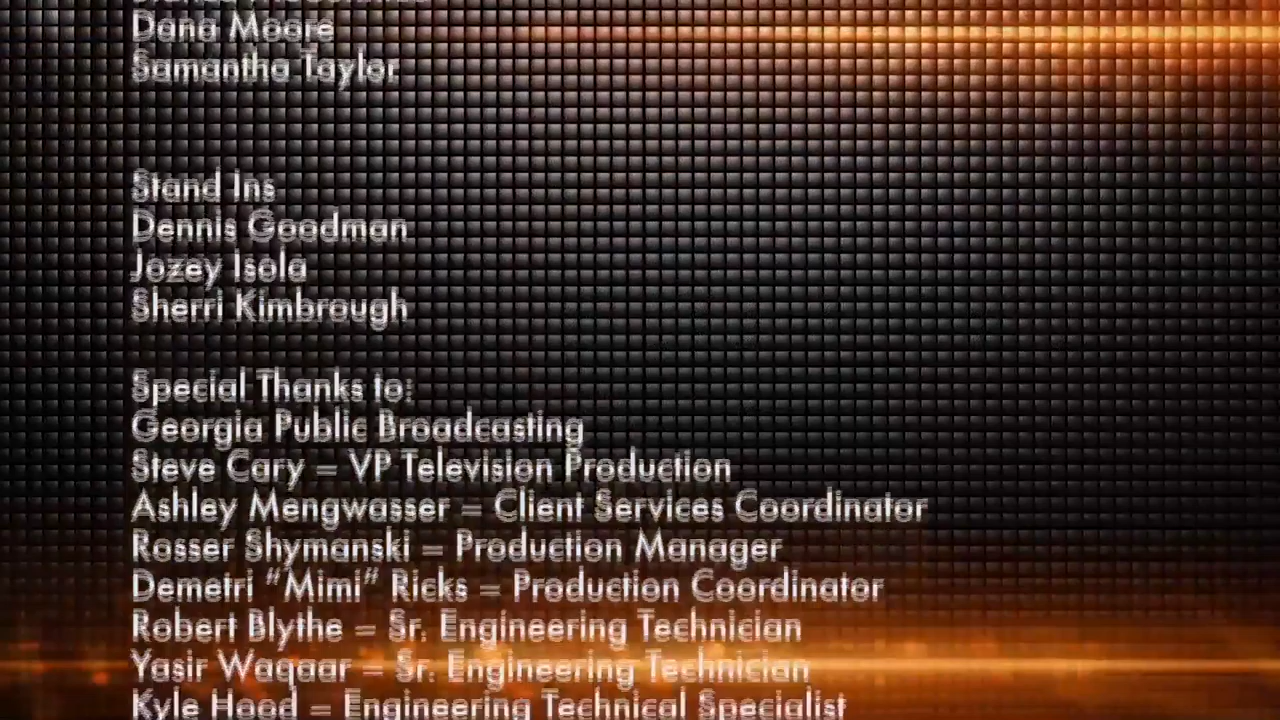 Dana Moore
Samantha Taylor
Stand Ins
Dennis Goodman
Jozey Isola
Sherri Kimbrough
Special Thanks to:
Georgia Public Broadcasting
Steve Cary = VP Television Production
Ashley Mengwasser = Client Services Coordinator
Rosser Shymanski = Production Manager
Demetri "Mimi" Ricks = Production Coordinator
Robert Blythe = Sr. Engineering Technician
Yasir Waqaar = Sr. Engineering Technician
Kyle Hood = Engineering Technical Specialist